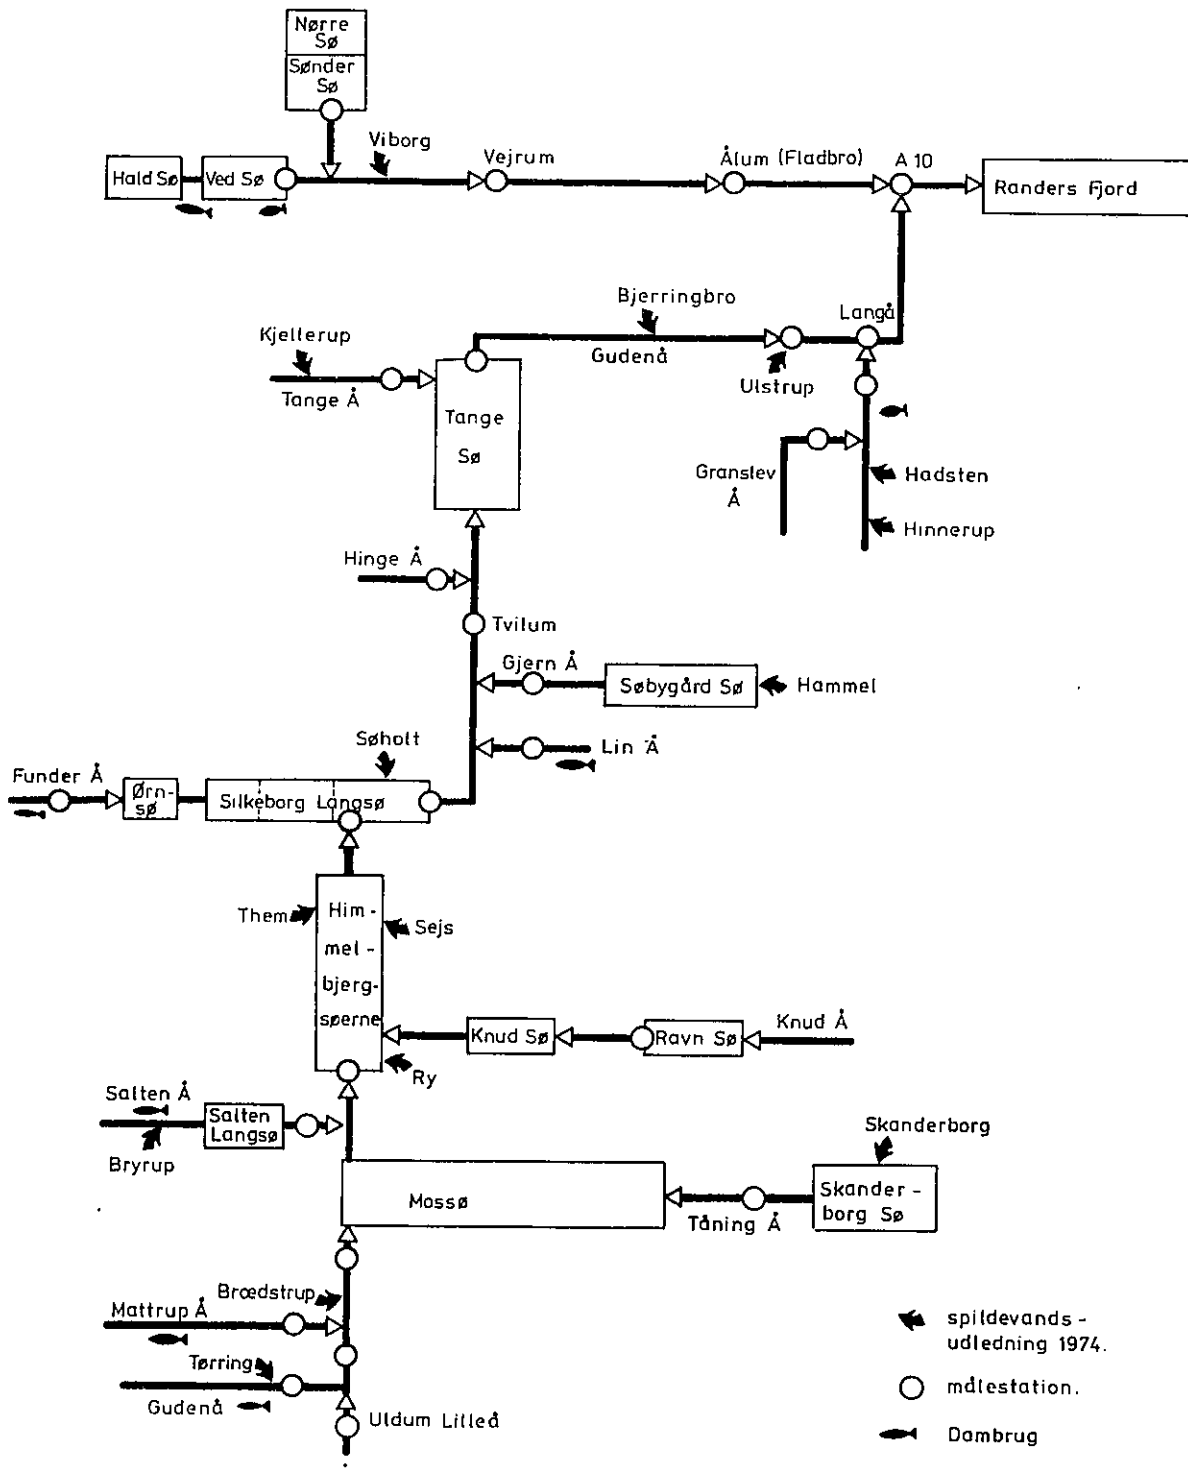 Nørre
Sø
Sønder
Sø
Viborg
Vejrum
Ålum (Fladbro)
A 10
Hald Sø
Ved Sø
Randers Fjord
Bjerringbro
Langå
Kjellerup
Gudenå
Ulstrup
Tange Å
Tange
Sø
Granslev
Å
Hadsten
Hinnerup
Hinge Å
Tvilum
Gjern Å
Søbygård Sø
Hammel
Søholt
Lin Å
Funder Å
Ørn-
sø
Silkeborg Langsø
Them
Him-
mel-
bjerg-
søerne
Sejs
Knud Sø
Ravn Sø
Knud Å
Ry
Salten Å
Salten
Langsø
Bryrup
Skanderborg
Mossø
Tåning Å
Skander-
borg Sø
Brædstrup
Mattrup Å
Tørring
Gudenå
Uldum Lilleå
spildevands-
udledning 1974.
målestation.
Dambrug